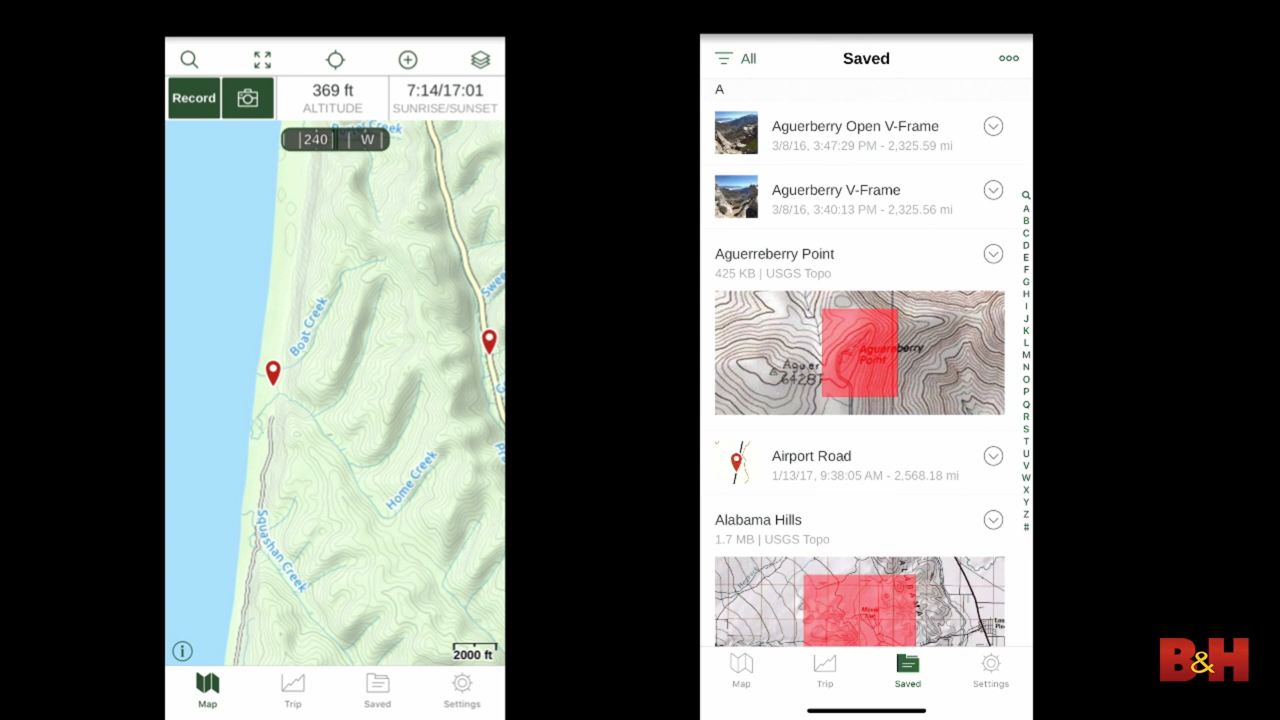 Record
369 ft
ALTITUDE
7:14/17:01
SUNRISE/SUNSET
Creek
240 W
Boat Creek
Home Creek
Squashan Creek
2000 ft
Map
Trip
Saved
Settings
All
Saved
A
Aguerberry Open V-Frame
3/8/16, 3:47:29 PM - 2,325.59 mi
Aguerberry V-Frame
3/8/16, 3:40:13 PM - 2,325.56 mi
Aguerreberry Point
425 KB | USGS Topo
Aguereberry
Point
6428T
Airport Road
1/13/17, 9:38:05 AM - 2,568.18 mi
Alabama Hills
1.7 MB | USGS Topo
A
B
C
D
E
F
G
H
I
J
K
L
M
N
O
P
Q
R
S
T
U
V
W
X
Y
Z
#
Map
Trip
Saved
Settings
B&H